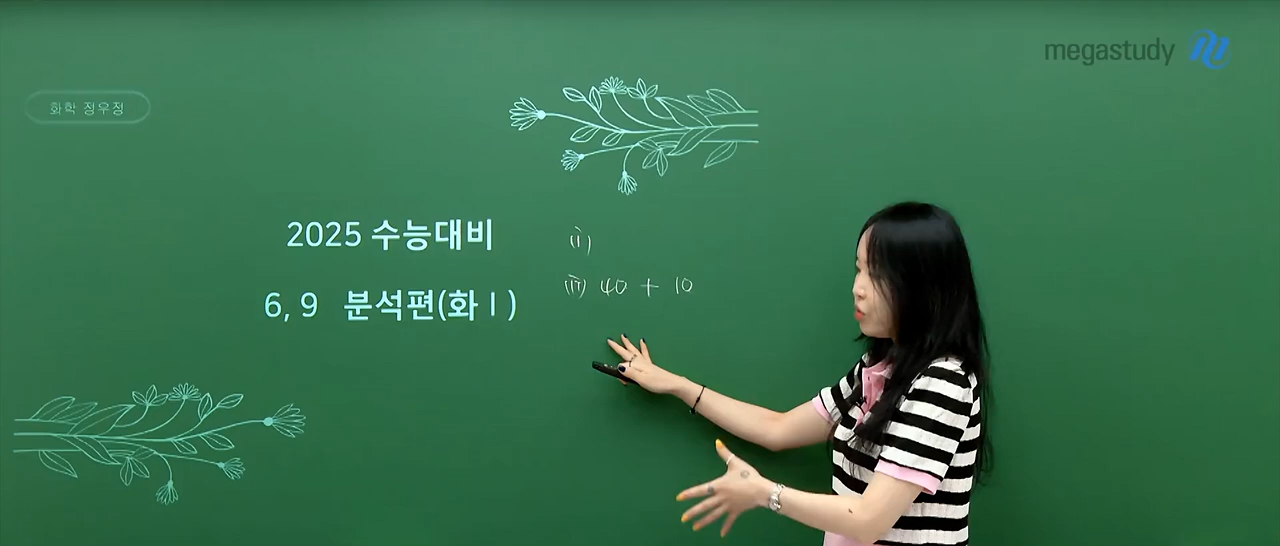 megastudy
화학 정우정
2025 수능대비
(i)
6, 9 분석편(화Ⅰ)
(ii) 40 + 10